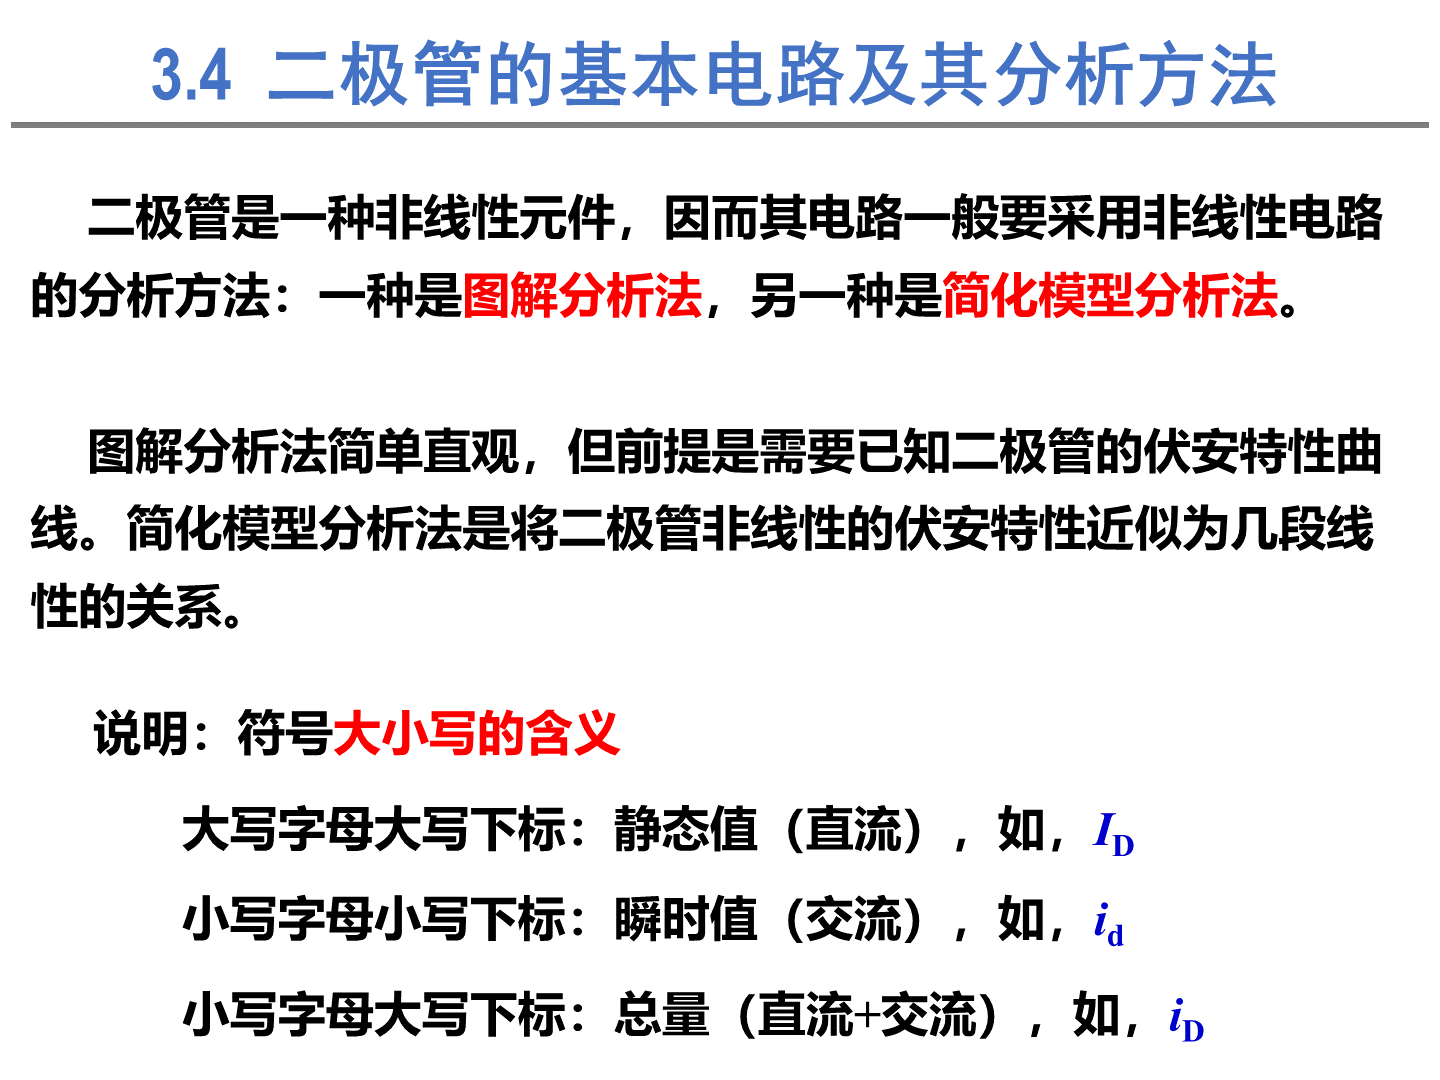 3.4 二极管的基本电路及其分析方法
二极管是一种非线性元件，因而其电路一般要采用非线性电路
的分析方法：一种是图解分析法，另一种是简化模型分析法。
图解分析法简单直观，但前提是需要已知二极管的伏安特性曲
线。简化模型分析法是将二极管非线性的伏安特性近似为几段线
性的关系。
说明：符号大小写的含义
大写字母大写下标：静态值（直流），如，I_D
小写字母小写下标：瞬时值（交流），如，i_d
小写字母大写下标：总量（直流+交流），如，i_D